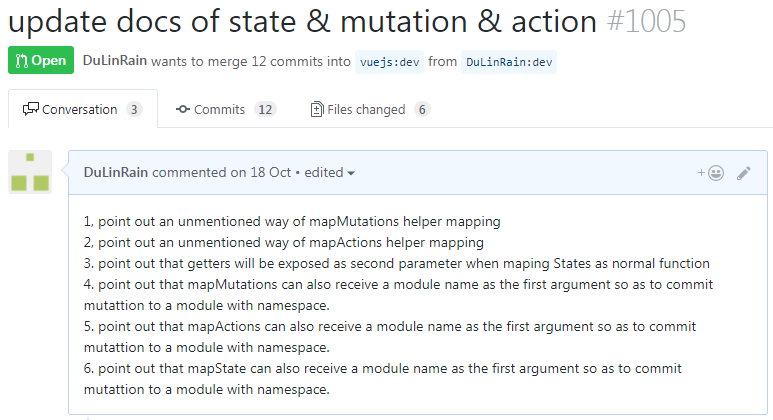 update docs of state & mutation & action #1005
Open DuLinRain wants to merge 12 commits into vuejs:dev from DuLinRain:dev
Conversation 3 Commits 12 Files changed 6
DuLinRain commented on 18 Oct • edited
1, point out an unmentioned way of mapMutations helper mapping
2, point out an unmentioned way of mapActions helper mapping
3. point out that getters will be exposed as second parameter when maping States as normal function
4. point out that mapMutations can also receive a module name as the first argument so as to commit
mutattion to a module with namespace.
5. point out that mapActions can also receive a module name as the first argument so as to commit
mutattion to a module with namespace.
6. point out that mapState can also receive a module name as the first argument so as to commit
mutattion to a module with namespace.